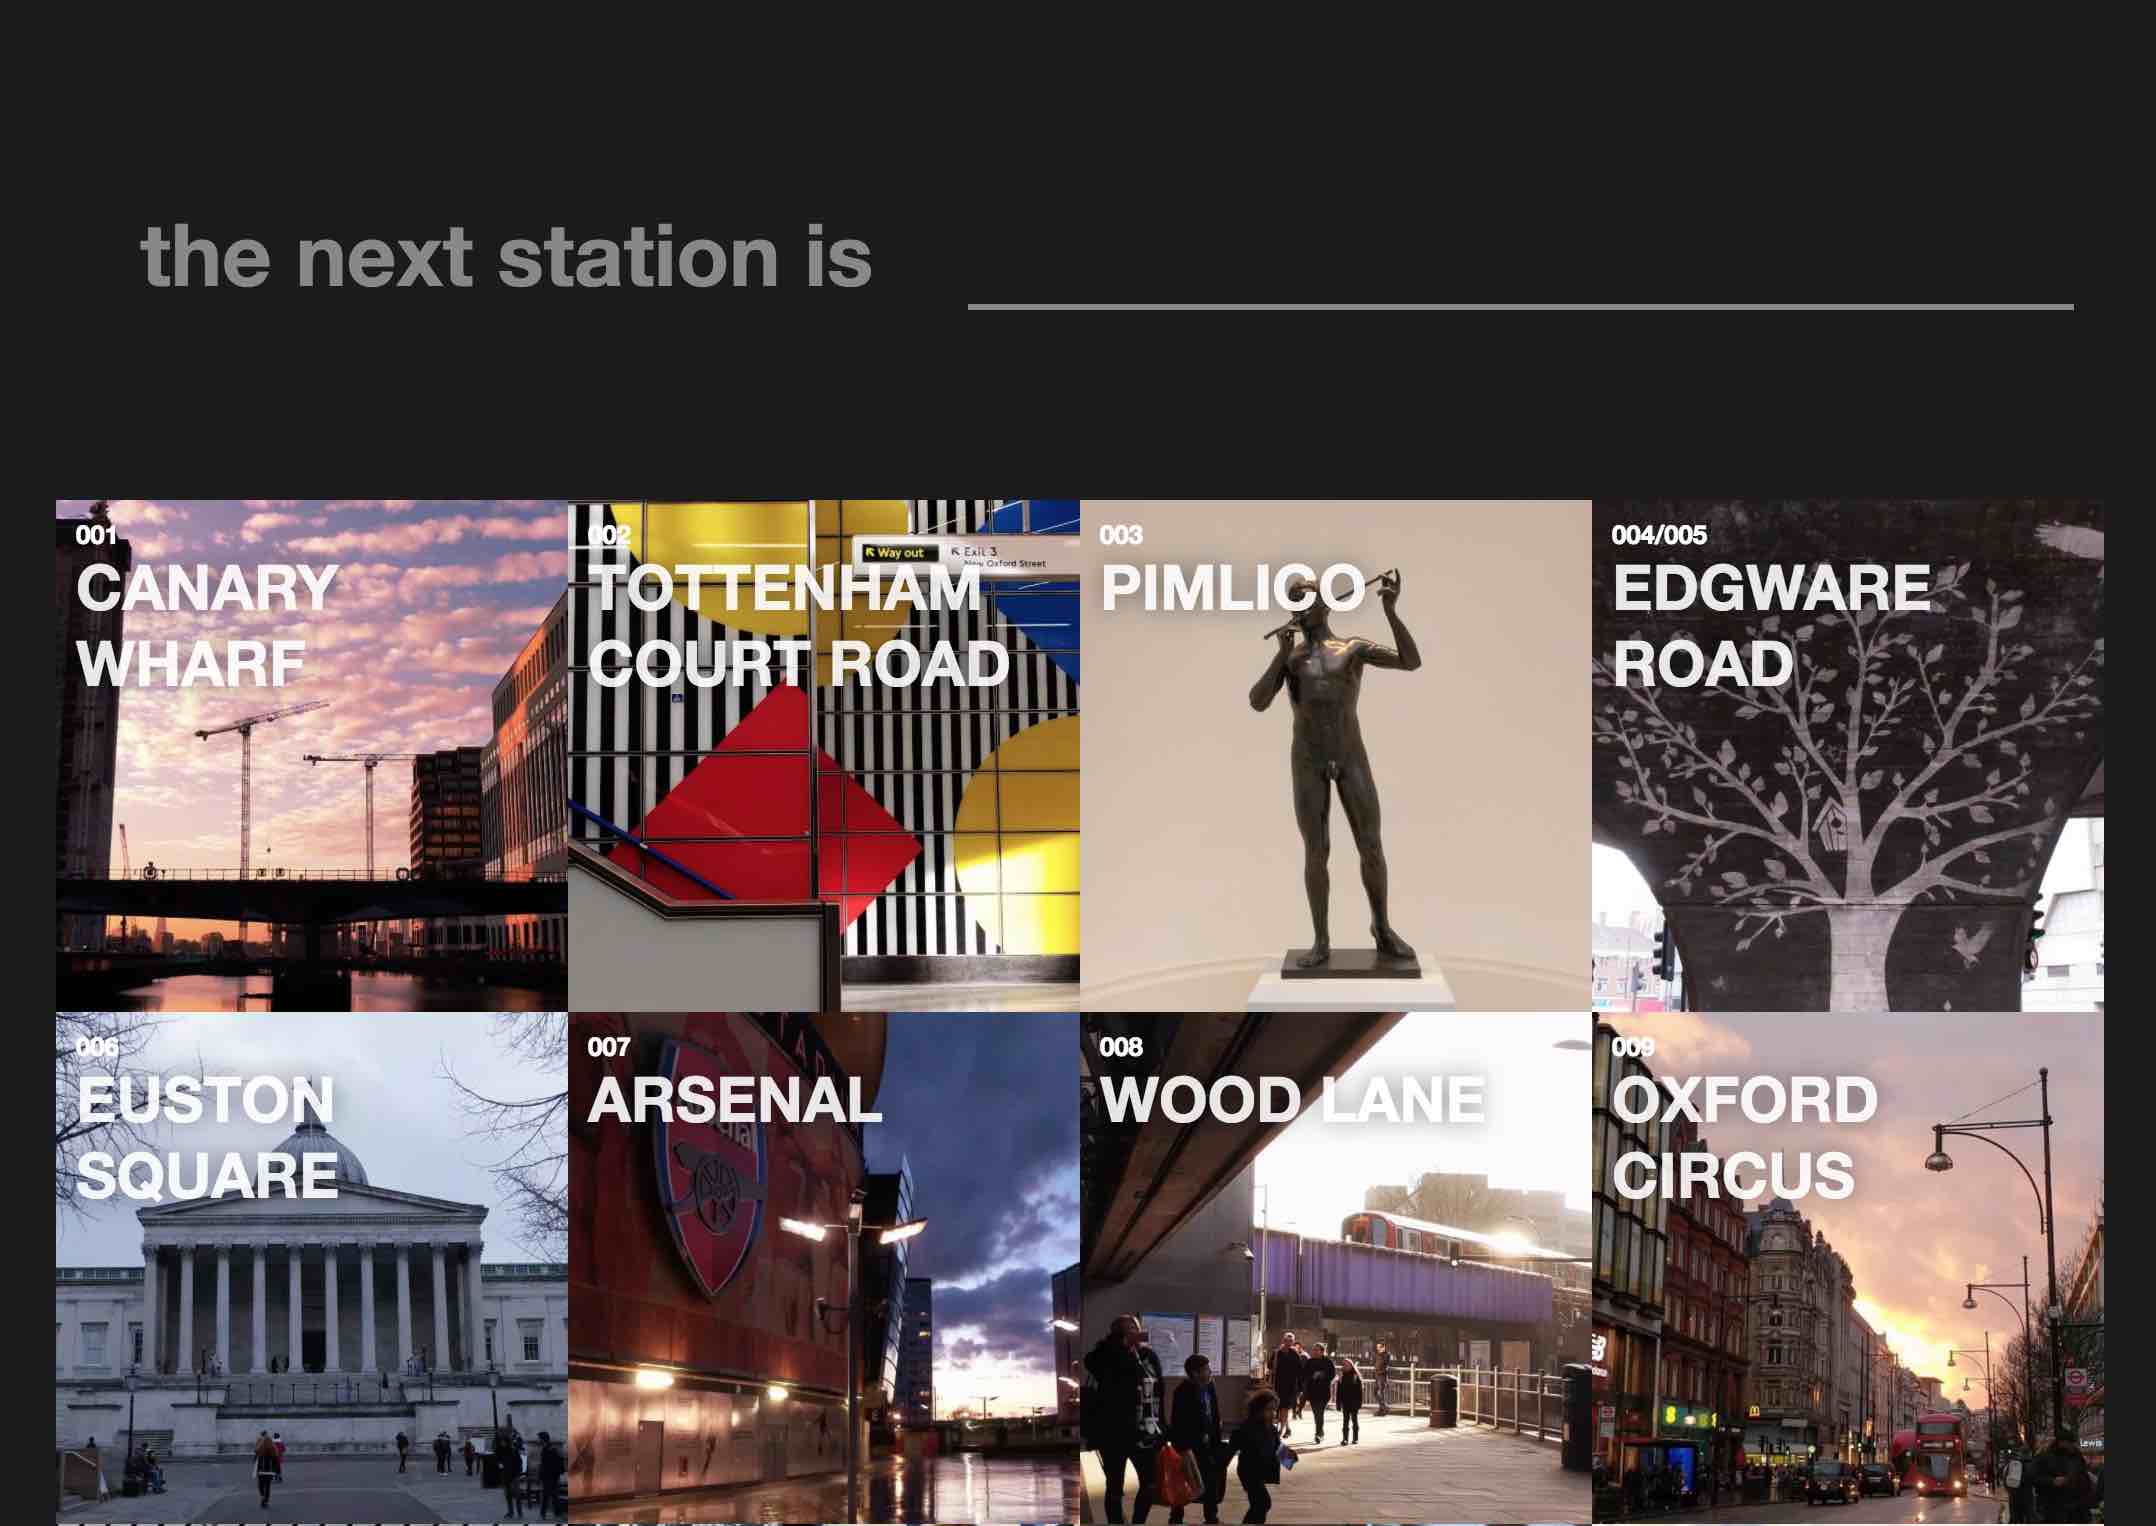 the next station is
001
CANARY
WHARF
002
Way out
Exit 3
New Oxford Street
TOTTENHAM
COURT ROAD
003
PIMLICO
004/005
EDGWARE
ROAD
006
EUSTON
SQUARE
007
ARSENAL
008
WOOD LANE
009
OXFORD
CIRCUS
Lewis